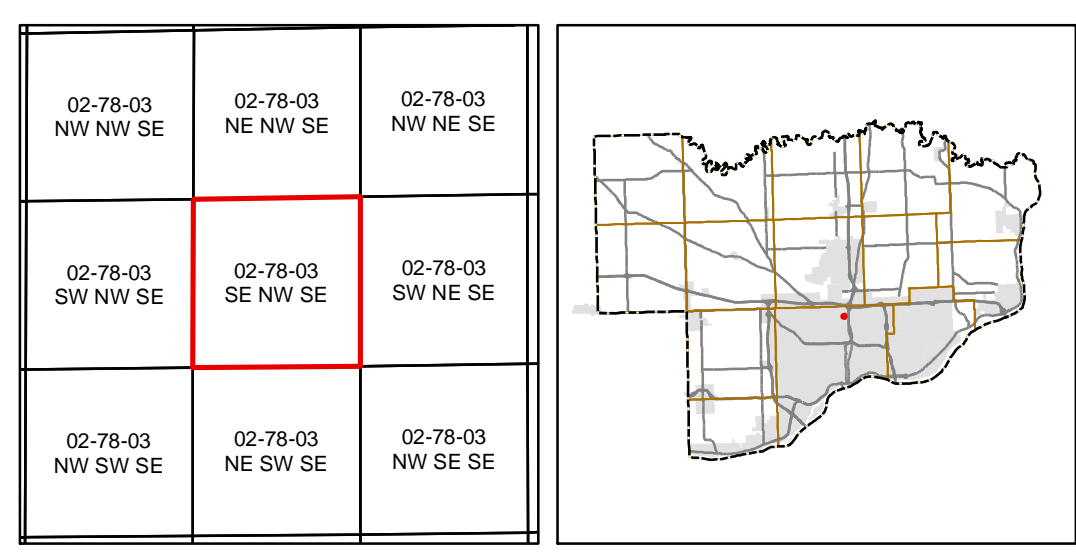 02-78-03
NW NW SE
02-78-03
NE NW SE
02-78-03
NW NE SE
02-78-03
SW NW SE
02-78-03
SE NW SE
02-78-03
SW NE SE
02-78-03
NW SW SE
02-78-03
NE SW SE
02-78-03
NW SE SE